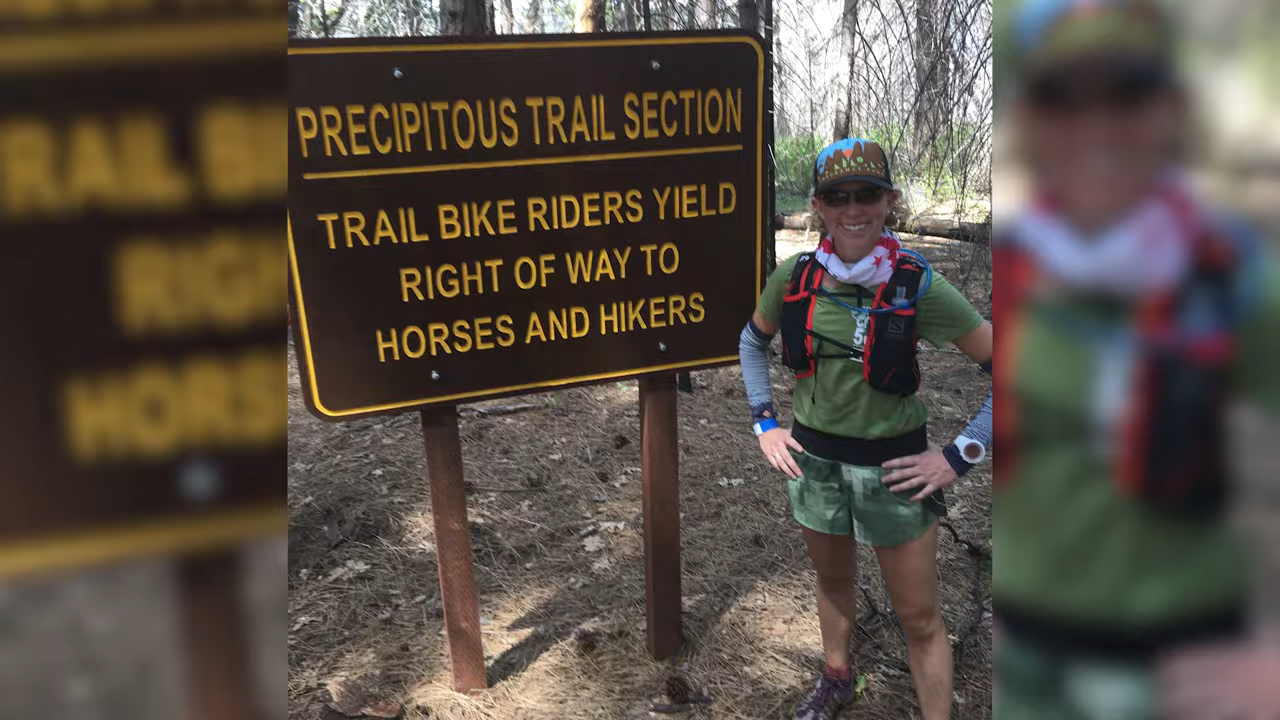 PRECIPITOUS TRAIL SECTION
TRAIL BIKE RIDERS YIELD
RIGHT OF WAY TO
HORSES AND HIKERS